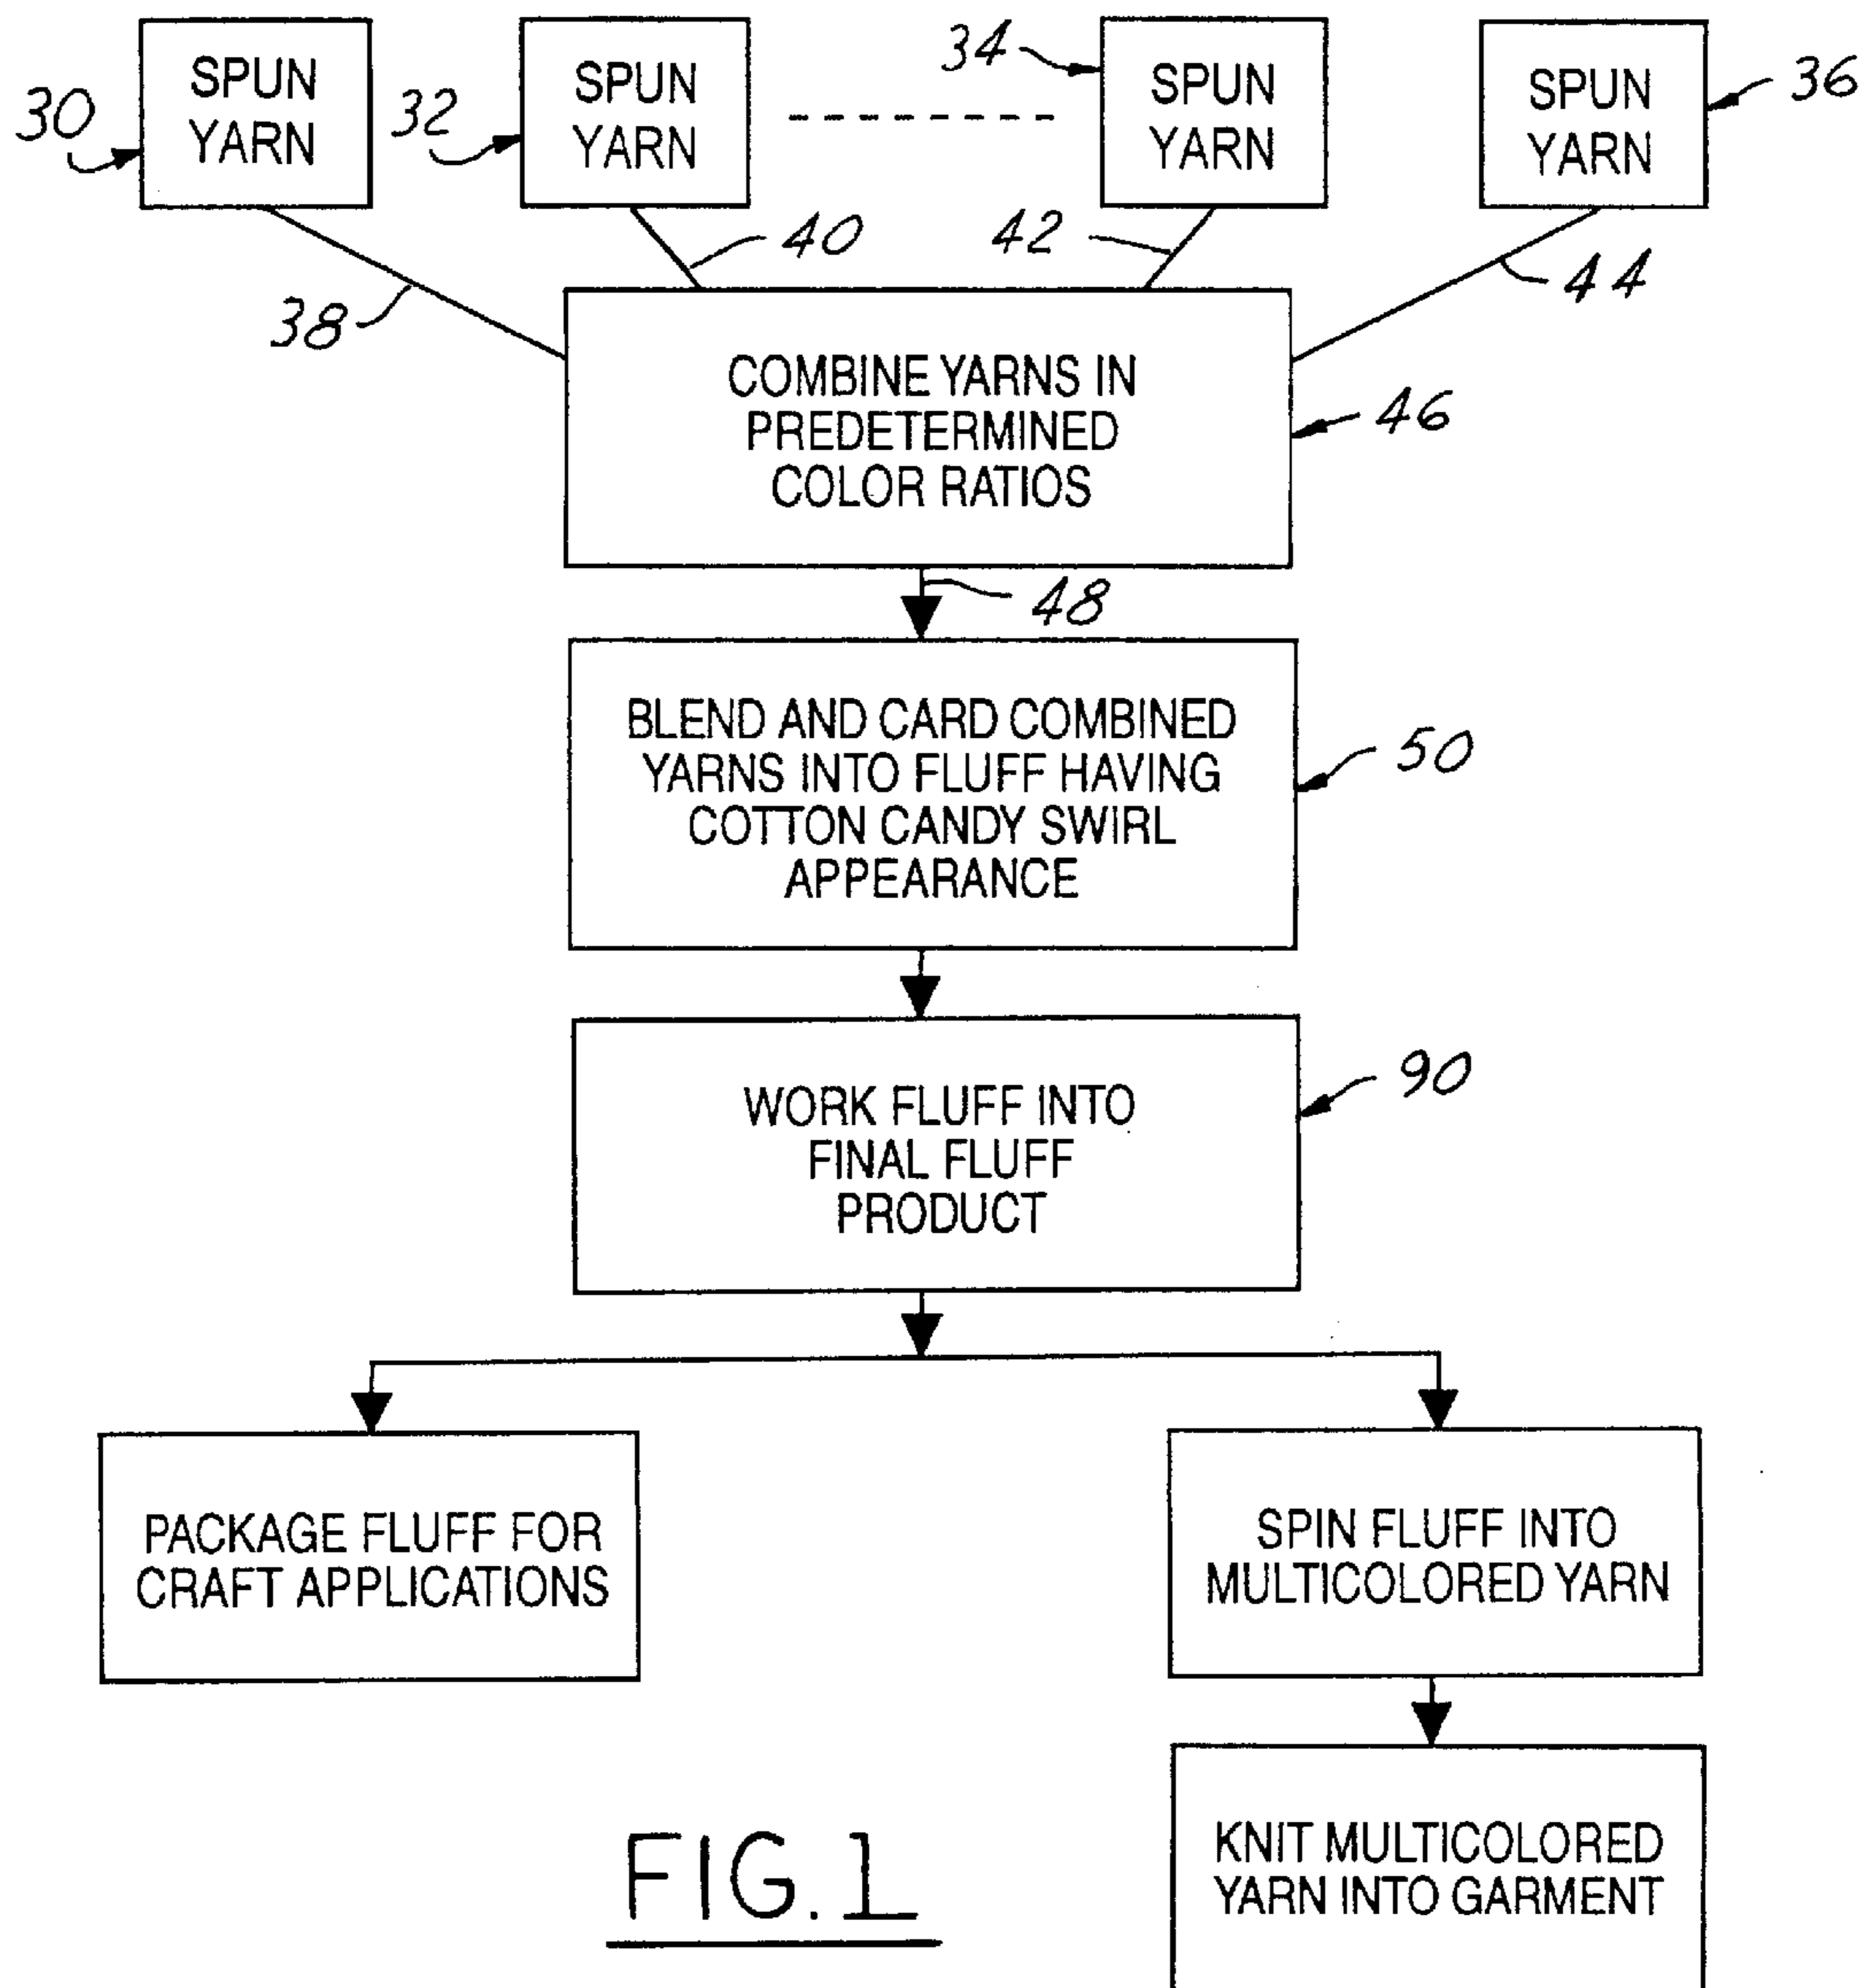 30
SPUN
YARN
32
SPUN
YARN
34
SPUN
YARN
36
SPUN
YARN
38
40
42
44
COMBINE YARNS IN
PREDETERMINED
COLOR RATIOS
46
48
BLEND AND CARD COMBINED
YARNS INTO FLUFF HAVING
COTTON CANDY SWIRL
APPEARANCE
50
WORK FLUFF INTO
FINAL FLUFF
PRODUCT
90
PACKAGE FLUFF FOR
CRAFT APPLICATIONS
SPIN FLUFF INTO
MULTICOLORED YARN
KNIT MULTICOLORED
YARN INTO GARMENT
FIG. 1